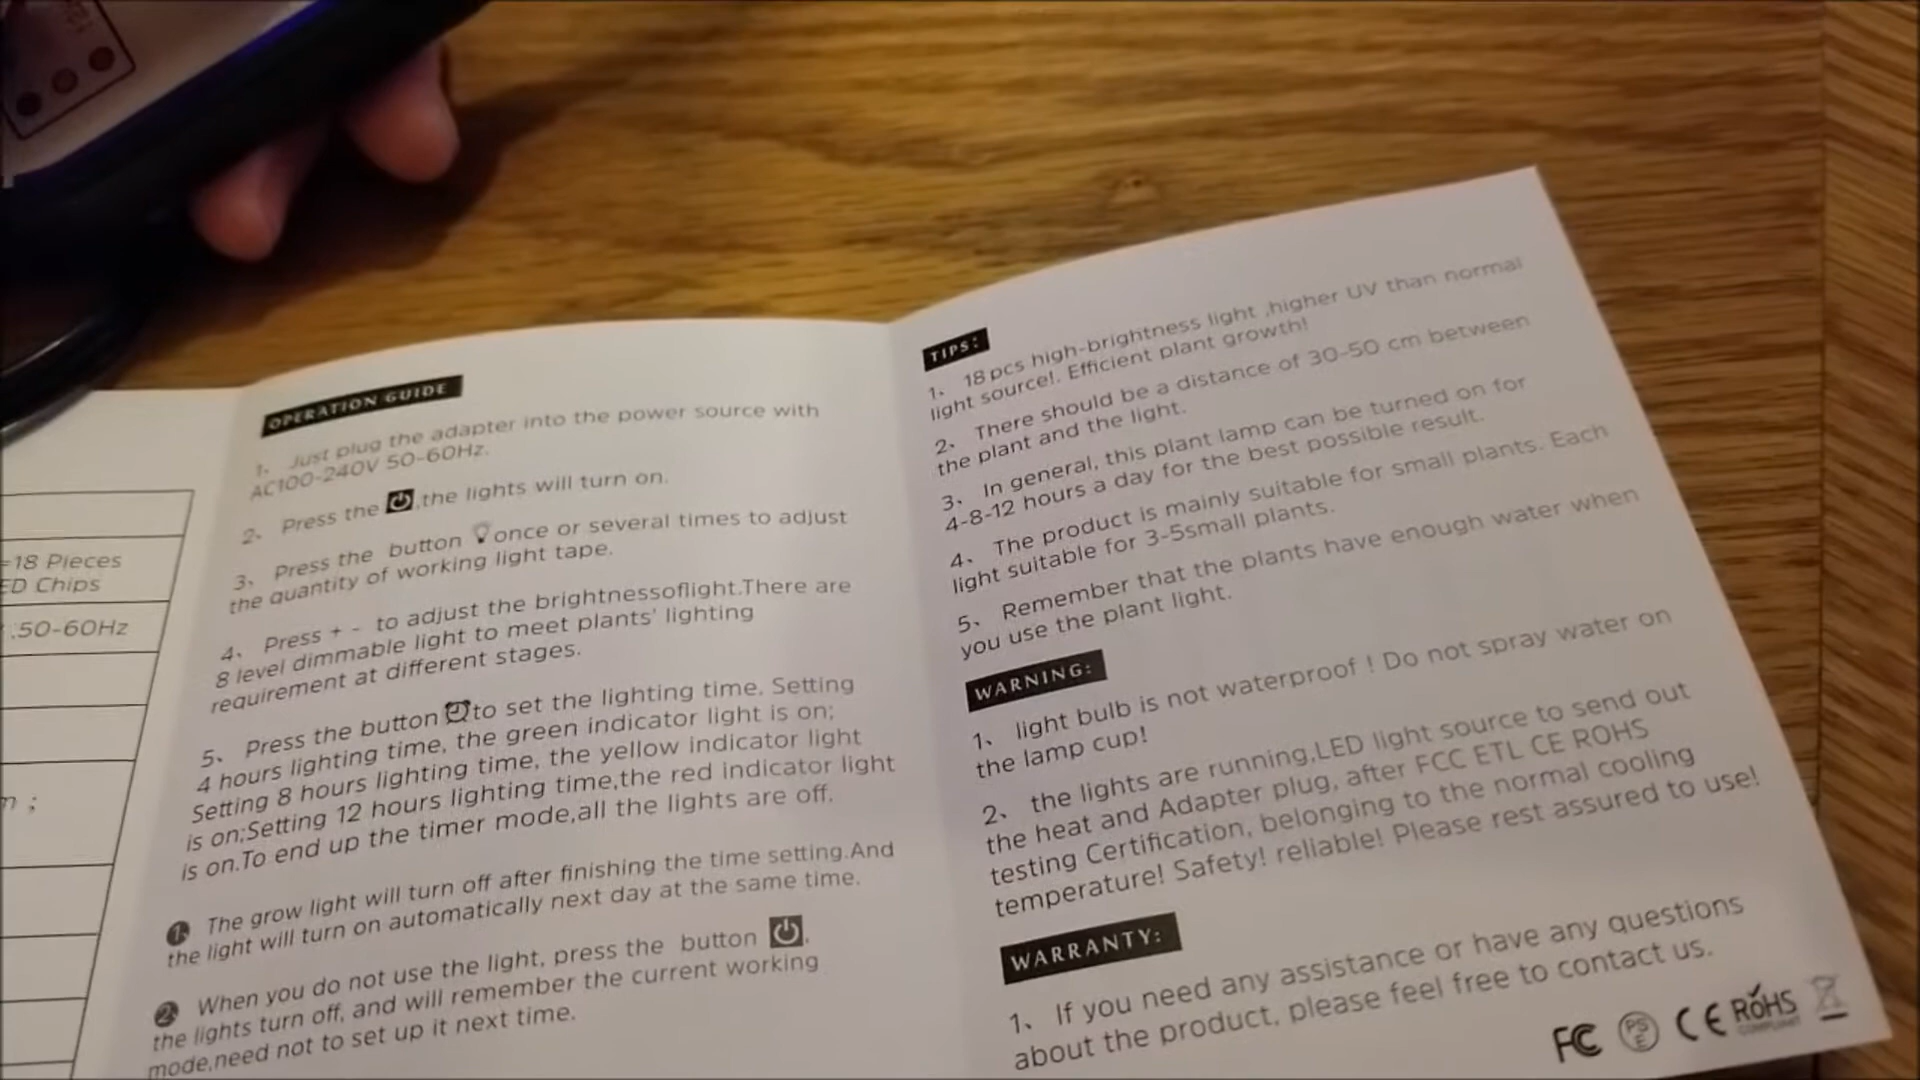 =18 Pieces
ED Chips
.50-60Hz
OPERATION GUIDE
1、 Just plug the adapter into the power source with
AC100-240V 50-60Hz.
2、 Press the ,the lights will turn on.
3、 Press the button once or several times to adjust
the quantity of working light tape.
4、 Press + - to adjust the brightnessoflight.There are
8 level dimmable light to meet plants' lighting
requirement at different stages.
5、 Press the button to set the lighting time. Setting
4 hours lighting time, the green indicator light is on;
Setting 8 hours lighting time, the yellow indicator light
is on;Setting 12 hours lighting time,the red indicator light
is on.To end up the timer mode,all the lights are off.
1 The grow light will turn off after finishing the time setting.And
the light will turn on automatically next day at the same time.
2 When you do not use the light, press the button ,
the lights turn off, and will remember the current working
mode,need not to set up it next time.
TIPS:
1、 18 pcs high-brightness light ,higher UV than normal
light source!. Efficient plant growth!
2、 There should be a distance of 30-50 cm between
the plant and the light.
3、 In general, this plant lamp can be turned on for
4-8-12 hours a day for the best possible result.
4、 The product is mainly suitable for small plants. Each
light suitable for 3-5small plants.
5、 Remember that the plants have enough water when
you use the plant light.
WARNING:
1、 light bulb is not waterproof ! Do not spray water on
the lamp cup!
2、 the lights are running,LED light source to send out
the heat and Adapter plug, after FCC ETL CE ROHS
testing Certification, belonging to the normal cooling
temperature! Safety! reliable! Please rest assured to use!
WARRANTY:
1、 If you need any assistance or have any questions
about the product, please feel free to contact us.
FC PSE CE RoHS
COMPLIANT